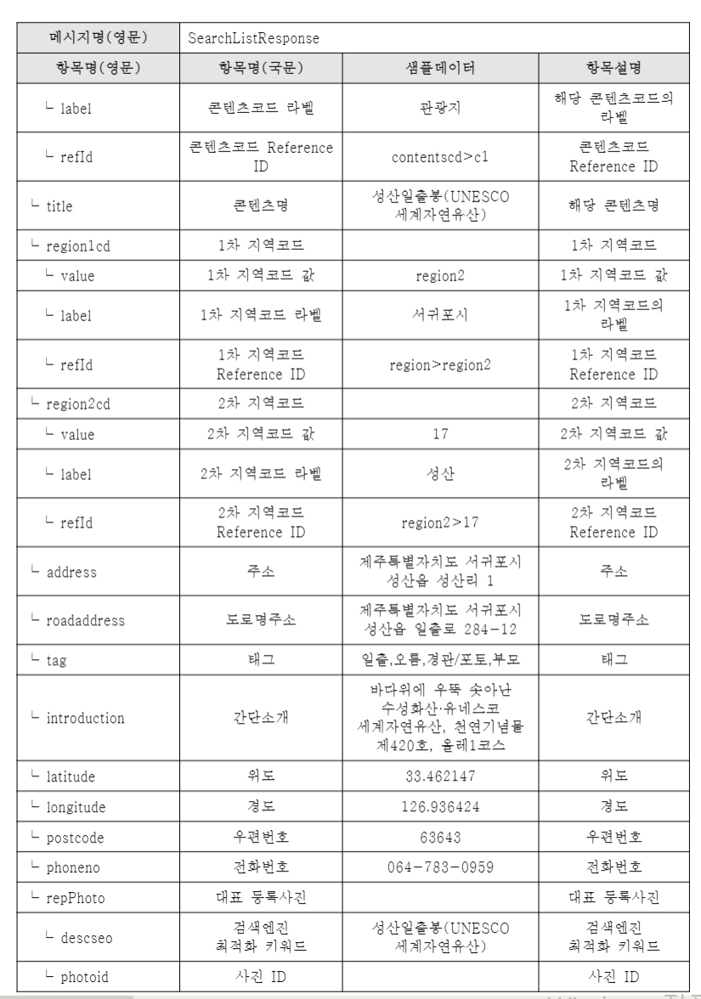 메시지명(영문) SearchListResponse
항목명(영문) 항목명(국문) 샘플데이터 항목설명
└ label 콘텐츠코드 라벨 관광지 해당 콘텐츠코드의
라벨
└ refId 콘텐츠코드 Reference
ID contentscd>c1 콘텐츠코드
Reference ID
└ title 콘텐츠명 성산일출봉(UNESCO
세계자연유산) 해당 콘텐츠명
└ region1cd 1차 지역코드 1차 지역코드
└ value 1차 지역코드 값 region2 1차 지역코드 값
└ label 1차 지역코드 라벨 서귀포시 1차 지역코드의
라벨
└ refId 1차 지역코드
Reference ID region>region2 1차 지역코드
Reference ID
└ region2cd 2차 지역코드 2차 지역코드
└ value 2차 지역코드 값 17 2차 지역코드 값
└ label 2차 지역코드 라벨 성산 2차 지역코드의
라벨
└ refId 2차 지역코드
Reference ID region2>17 2차 지역코드
Reference ID
└ address 주소 제주특별자치도 서귀포시
성산읍 성산리 1 주소
└ roadaddress 도로명주소 제주특별자치도 서귀포시
성산읍 일출로 284-12 도로명주소
└ tag 태그 일출,오름,경관/포토,부모 태그
└ introduction 간단소개 바다위에 우뚝 솟아난
수성화산·유네스코
세계자연유산, 천연기념물
제420호, 올레1코스 간단소개
└ latitude 위도 33.462147 위도
└ longitude 경도 126.936424 경도
└ postcode 우편번호 63643 우편번호
└ phoneno 전화번호 064-783-0959 전화번호
└ repPhoto 대표 등록사진 대표 등록사진
└ descseo 검색엔진
최적화 키워드 성산일출봉(UNESCO
세계자연유산) 검색엔진
최적화 키워드
└ photoid 사진 ID 사진 ID